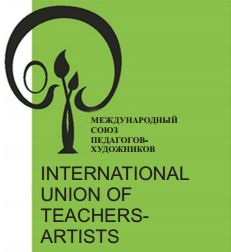 МЕЖДУНАРОДНЫЙ
СОЮЗ
ПЕДАГОГОВ-
ХУДОЖНИКОВ
INTERNATIONAL
UNION OF
TEACHERS-
ARTISTS